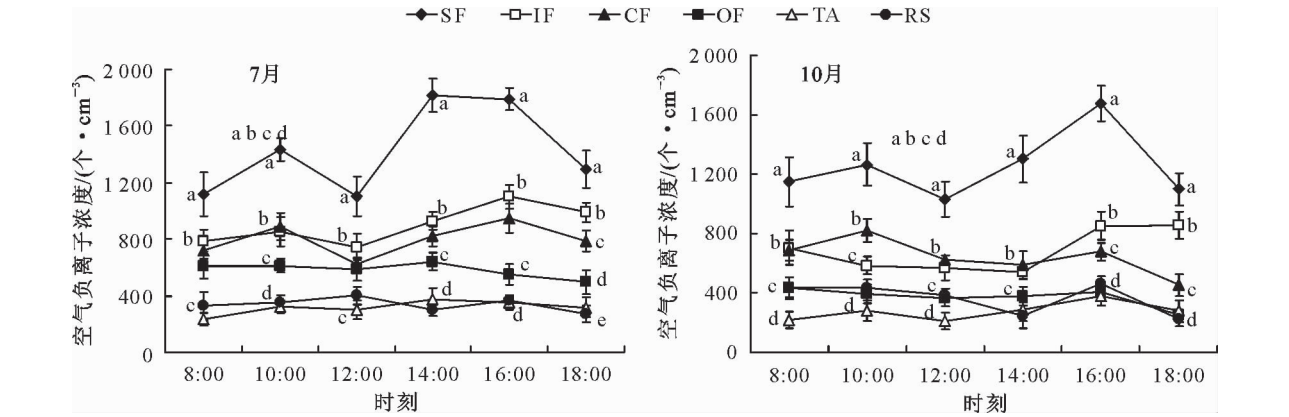 SF IF CF OF TA RS
空气负离子浓度/(个·cm⁻³)
7月
2 000
1 600
1 200
800
400
0
a b c d
a a a a a a
b b b b b b
c c c c c
d d d d
e
8:00 10:00 12:00 14:00 16:00 18:00
时刻
空气负离子浓度/(个·cm⁻³)
10月
2 000
1 600
1 200
800
400
0
a b c d
a a a a a a
b b b b b b
c c c c c c
d d d d d d
8:00 10:00 12:00 14:00 16:00 18:00
时刻